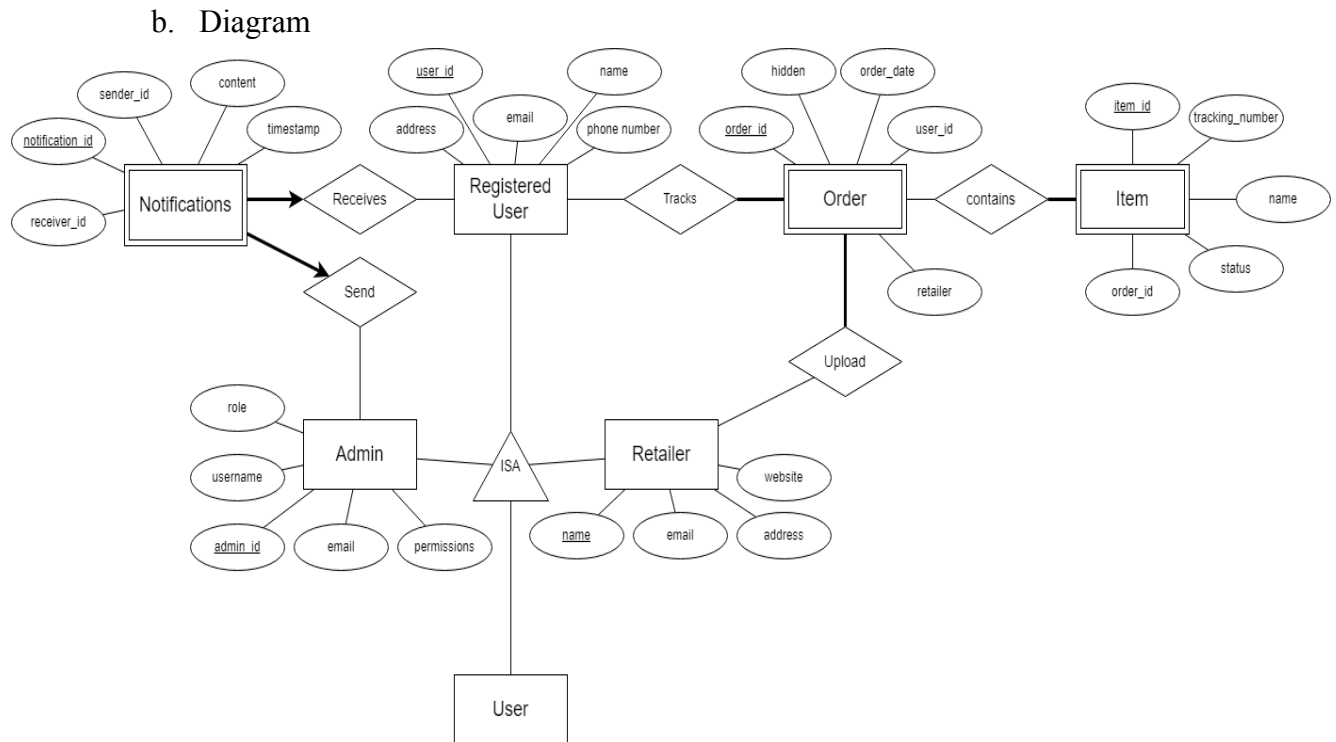 b. Diagram
user_id
name
hidden
order_date
content
sender_id
item_id
tracking_number
email
timestamp
address
phone number
order_id
user_id
notification_id
Notifications
Receives
Registered
User
Tracks
Order
contains
Item
name
receiver_id
status
Send
retailer
order_id
Upload
role
Admin
Retailer
ISA
username
website
admin_id
email
permissions
name
email
address
User